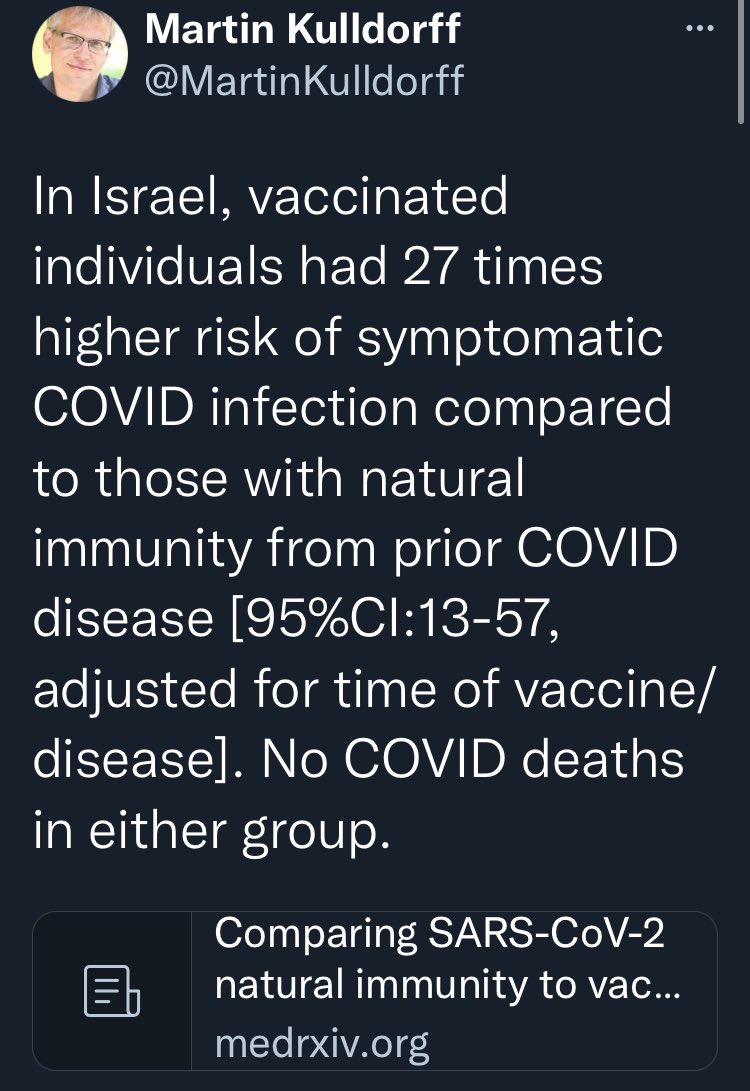 Martin Kulldorff
@MartinKulldorff
In Israel, vaccinated
individuals had 27 times
higher risk of symptomatic
COVID infection compared
to those with natural
immunity from prior COVID
disease [95%CI:13-57,
adjusted for time of vaccine/
disease]. No COVID deaths
in either group.
Comparing SARS-CoV-2
natural immunity to vac...
medrxiv.org